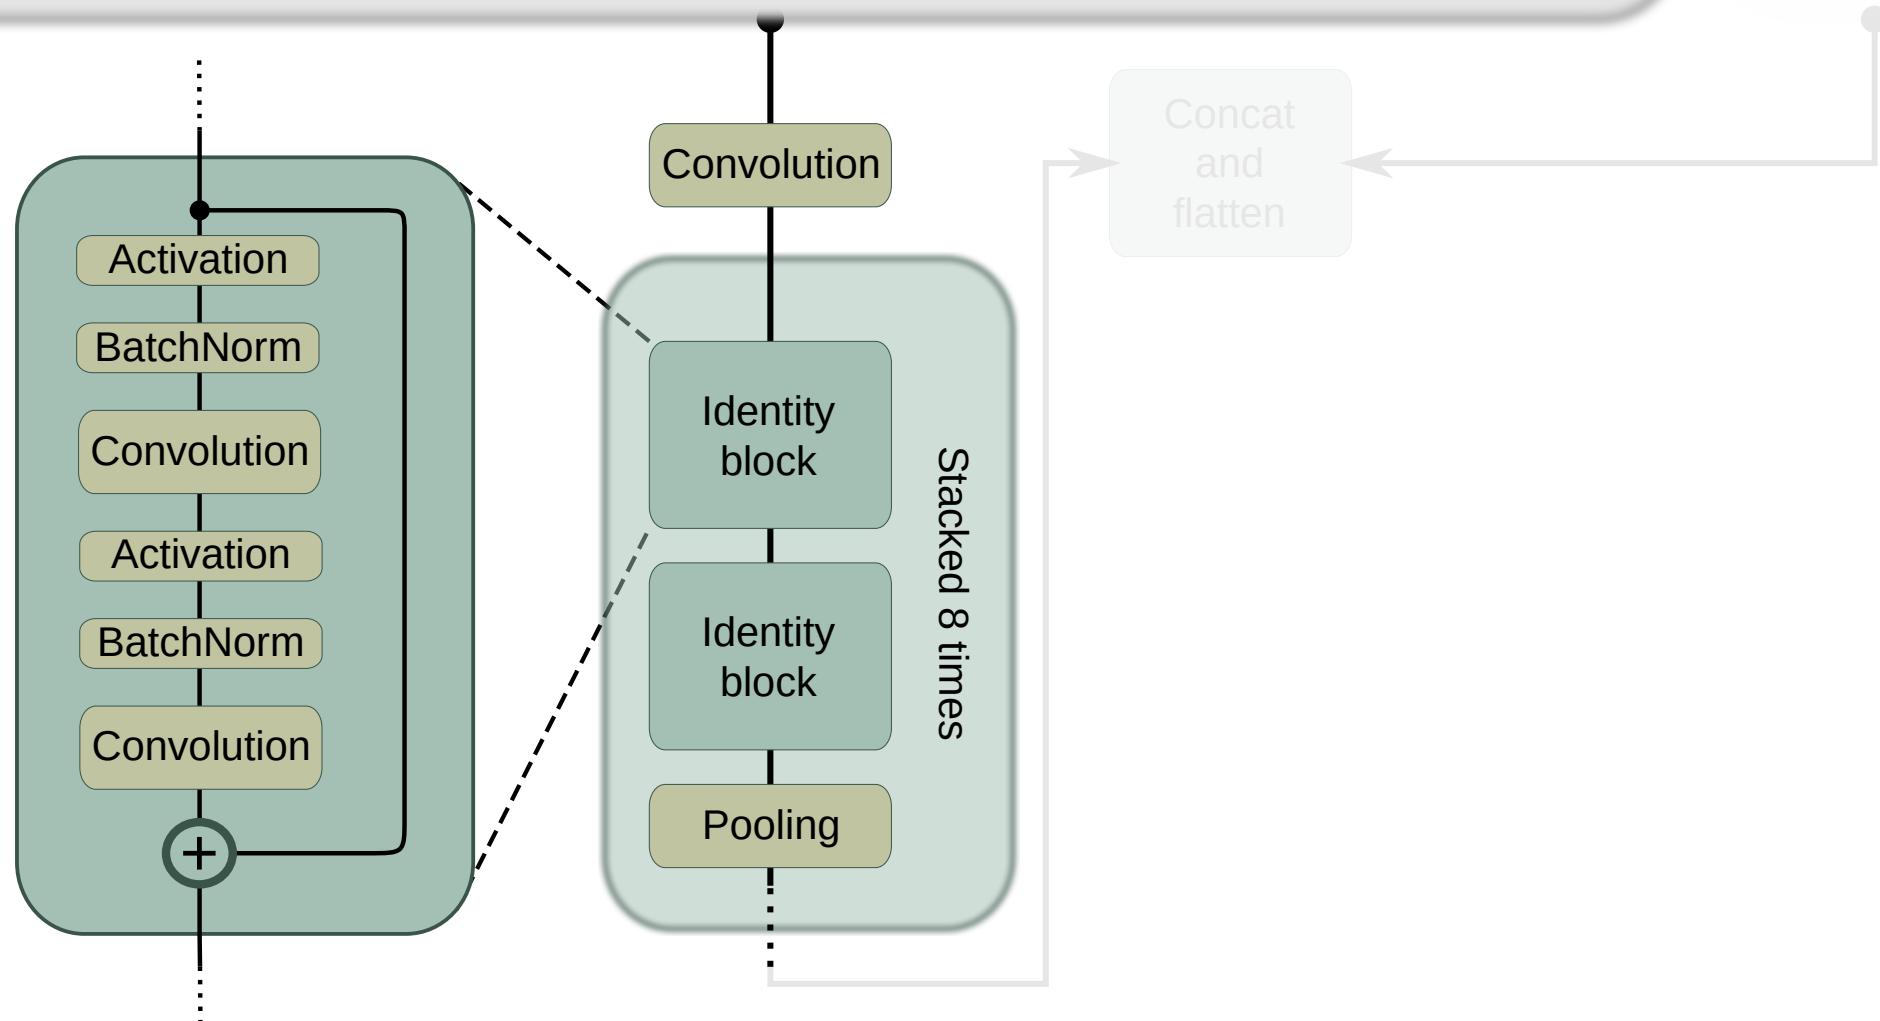 Activation
BatchNorm
Convolution
Activation
BatchNorm
Convolution
+
Convolution
Identity
block
Identity
block
Pooling
Stacked 8 times
Concat
and
flatten